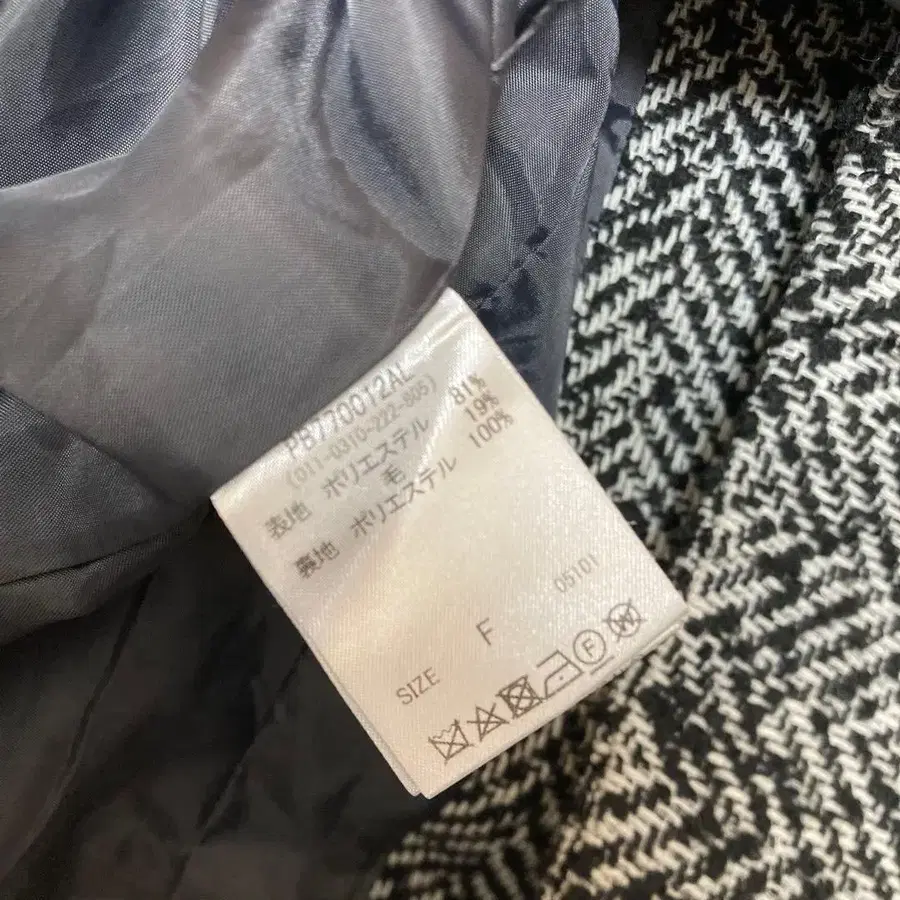 PB770012AL
(011-0310-222-805)
表地 ポリエステル 81%
毛 19%
裏地 ポリエステル 100%
05101
SIZE F
F
W